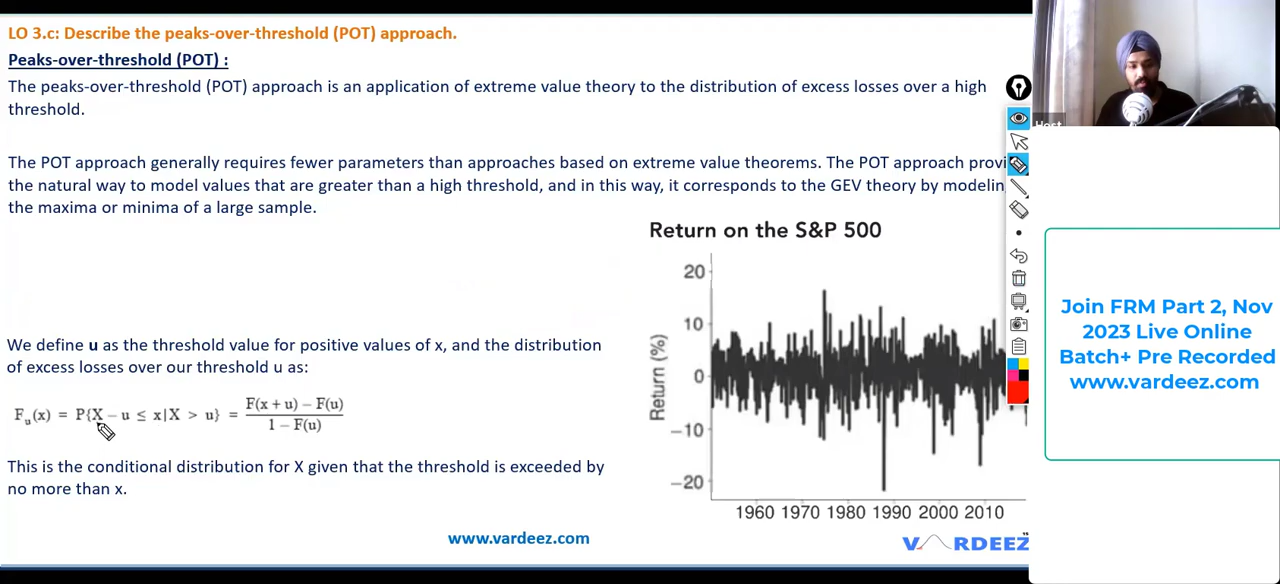 LO 3.c: Describe the peaks-over-threshold (POT) approach.
Peaks-over-threshold (POT) :
The peaks-over-threshold (POT) approach is an application of extreme value theory to the distribution of excess losses over a high
threshold.
The POT approach generally requires fewer parameters than approaches based on extreme value theorems. The POT approach provi
the natural way to model values that are greater than a high threshold, and in this way, it corresponds to the GEV theory by modelin
the maxima or minima of a large sample.
Return on the S&P 500
Return (%)
20
10
0
−10
−20
1960 1970 1980 1990 2000 2010
We define u as the threshold value for positive values of x, and the distribution
of excess losses over our threshold u as:
Fᵤ(x) = P{X − u ≤ x|X > u} = F(x + u) − F(u) / 1 − F(u)
This is the conditional distribution for X given that the threshold is exceeded by
no more than x.
www.vardeez.com
VARDEEZ
Host
Join FRM Part 2, Nov
2023 Live Online
Batch+ Pre Recorded
www.vardeez.com